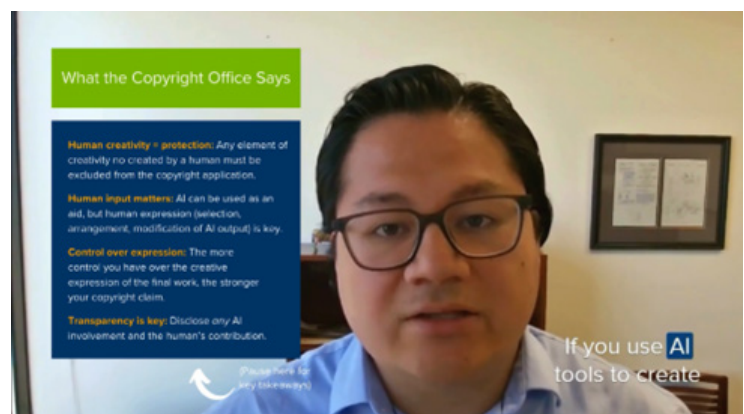 What the Copyright Office Says
Human creativity = protection: Any element of
creativity no created by a human must be
excluded from the copyright application.
Human input matters: AI can be used as an
aid, but human expression (selection,
arrangement, modification of AI output) is key.
Control over expression: The more
control you have over the creative
expression of the final work, the stronger
your copyright claim.
Transparency is key: Disclose any AI
involvement and the human's contribution.
(Pause here for
key takeaways)
If you use AI
tools to create